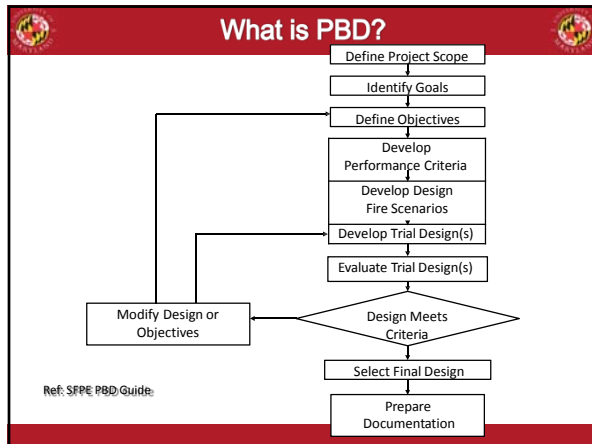 What is PBD?
Define Project Scope
Identify Goals
Define Objectives
Develop
Performance Criteria
Develop Design
Fire Scenarios
Develop Trial Design(s)
Evaluate Trial Design(s)
Modify Design or
Objectives
Design Meets
Criteria
Select Final Design
Ref: SFPE PBD Guide
Prepare
Documentation